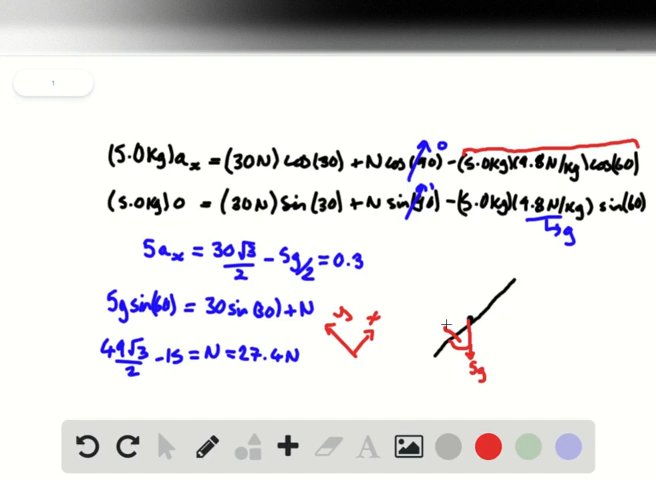 1
(5.0Kg)ax = (30N)cos(30) + N cos(90) 0 - (5.0Kg)(9.8N/Kg)cos(60)
(5.0Kg)0 = (30N)sin(30) + N sin(90) 1 - (5.0Kg)(9.8N/Kg) sin(60)
↳g
5ax = 30√3/2 - 5g/2 = 0.3
5g sin(60) = 30 sin(30) + N
49√3/2 - 15 = N = 27.4N
y x
5g
A